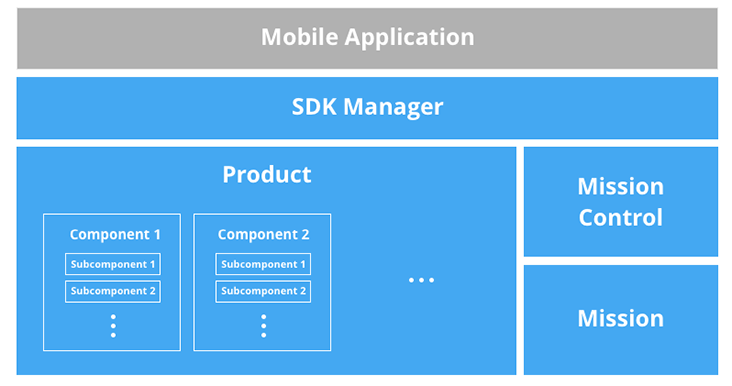 Mobile Application
SDK Manager
Product
Component 1
Subcomponent 1
Subcomponent 2
Component 2
Subcomponent 1
Subcomponent 2
...
Mission
Control
Mission